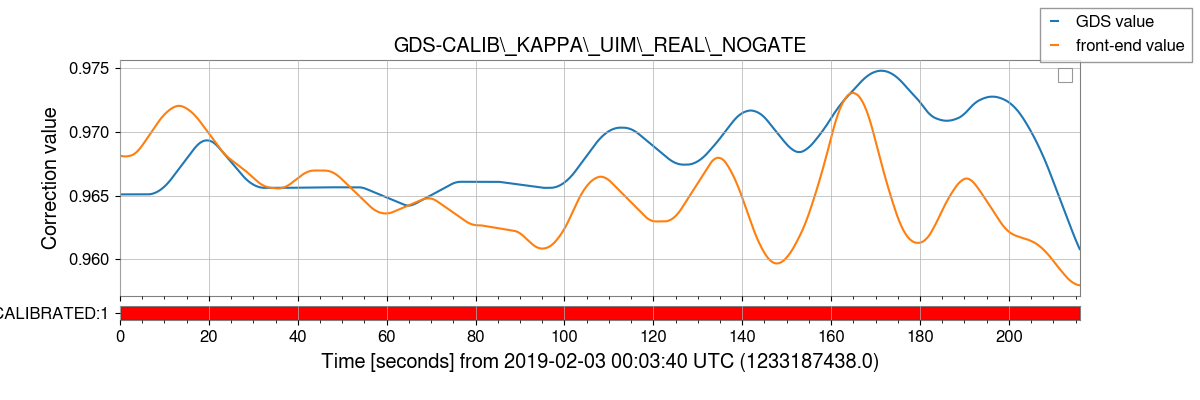 GDS value
front-end value
GDS-CALIB\_KAPPA\_UIM\_REAL\_NOGATE
Correction value
0.975
0.970
0.965
0.960
CALIBRATED:1
0 20 40 60 80 100 120 140 160 180 200
Time [seconds] from 2019-02-03 00:03:40 UTC (1233187438.0)